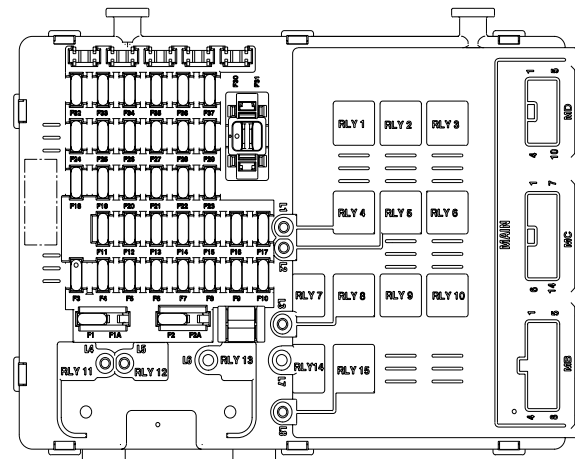 F30 F31
F32 F33 F34 F35 F36 F37
F24 F25 F26 F27 F28 F29
F18 F19 F20 F21 F22 F23
F11 F12 F13 F14 F15 F16 F17
F3 F4 F5 F6 F7 F8 F9 F10
F1 F1A F2 F2A
L4 L5 L6
RLY 11 RLY 12 RLY 13
L1
L2
L3
L7
RLY 1 RLY 2 RLY 3
RLY 4 RLY 5 RLY 6
RLY 7 RLY 8 RLY 9 RLY 10
RLY14 RLY 15
MAIN
1 5
MD
4 10
1 7
MC
6 14
1 5
MB
4 8